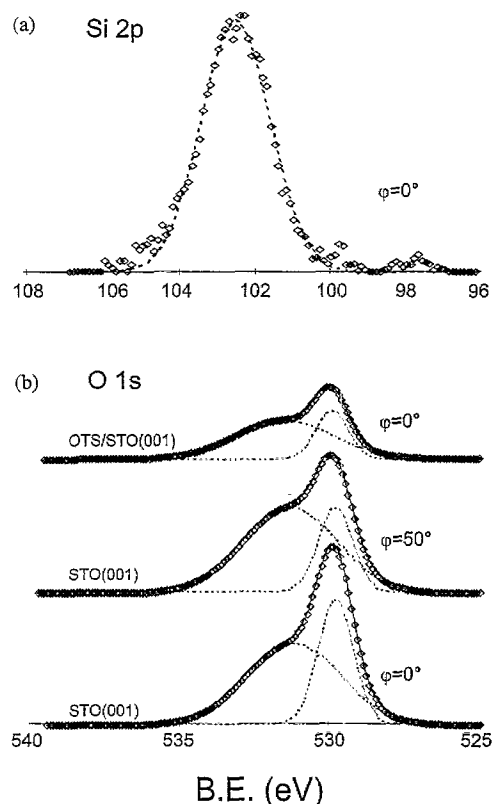 (a) Si 2p
φ=0°
108 106 104 102 100 98 96
(b) O 1s
φ=0°
OTS/STO(001)
φ=50°
STO(001)
φ=0°
STO(001)
540 535 530 525
B.E. (eV)